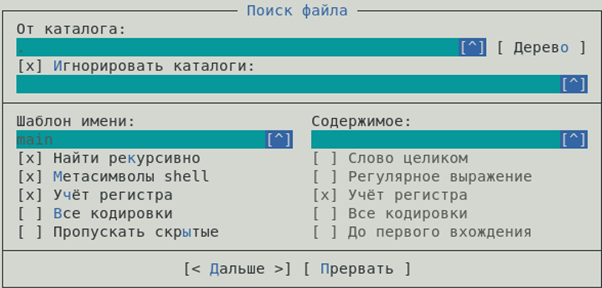 Поиск файла
От каталога:
. [^] [ Дерево ]
[x] Игнорировать каталоги:
[^]
Шаблон имени:
main [^]
[x] Найти рекурсивно
[x] Метасимволы shell
[x] Учёт регистра
[ ] Все кодировки
[ ] Пропускать скрытые
Содержимое:
[^]
[ ] Слово целиком
[ ] Регулярное выражение
[x] Учёт регистра
[ ] Все кодировки
[ ] До первого вхождения
[< Дальше >] [ Прервать ]